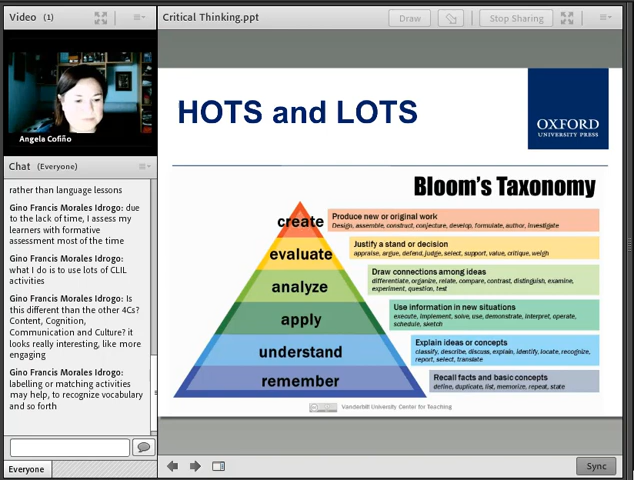 Video (1)
Angela Cofiño
Chat (Everyone)
rather than language lessons
Gino Francis Morales Idrogo: due
to the lack of time, I assess my
learners with formative
assessment most of the time
Gino Francis Morales Idrogo:
what I do is to use lots of CLIL
activities
Gino Francis Morales Idrogo: Is
this different than the other 4Cs?
Content, Cognition,
Communication and Culture? it
looks really interesting, like more
engaging
Gino Francis Morales Idrogo:
labelling or matching activities
may help, to recognize vocabulary
and so forth
Everyone
Critical Thinking.ppt
Draw
Stop Sharing
HOTS and LOTS
OXFORD
UNIVERSITY PRESS
Bloom's Taxonomy
create
Produce new or original work
Design, assemble, construct, conjecture, develop, formulate, author, investigate
evaluate
Justify a stand or decision
appraise, argue, defend, judge, select, support, value, critique, weigh
analyze
Draw connections among ideas
differentiate, organize, relate, compare, contrast, distinguish, examine,
experiment, question, test
apply
Use information in new situations
execute, implement, solve, use, demonstrate, interpret, operate,
schedule, sketch
understand
Explain ideas or concepts
classify, describe, discuss, explain, identify, locate, recognize,
report, select, translate
remember
Recall facts and basic concepts
define, duplicate, list, memorize, repeat, state
Vanderbilt University Center for Teaching
Sync